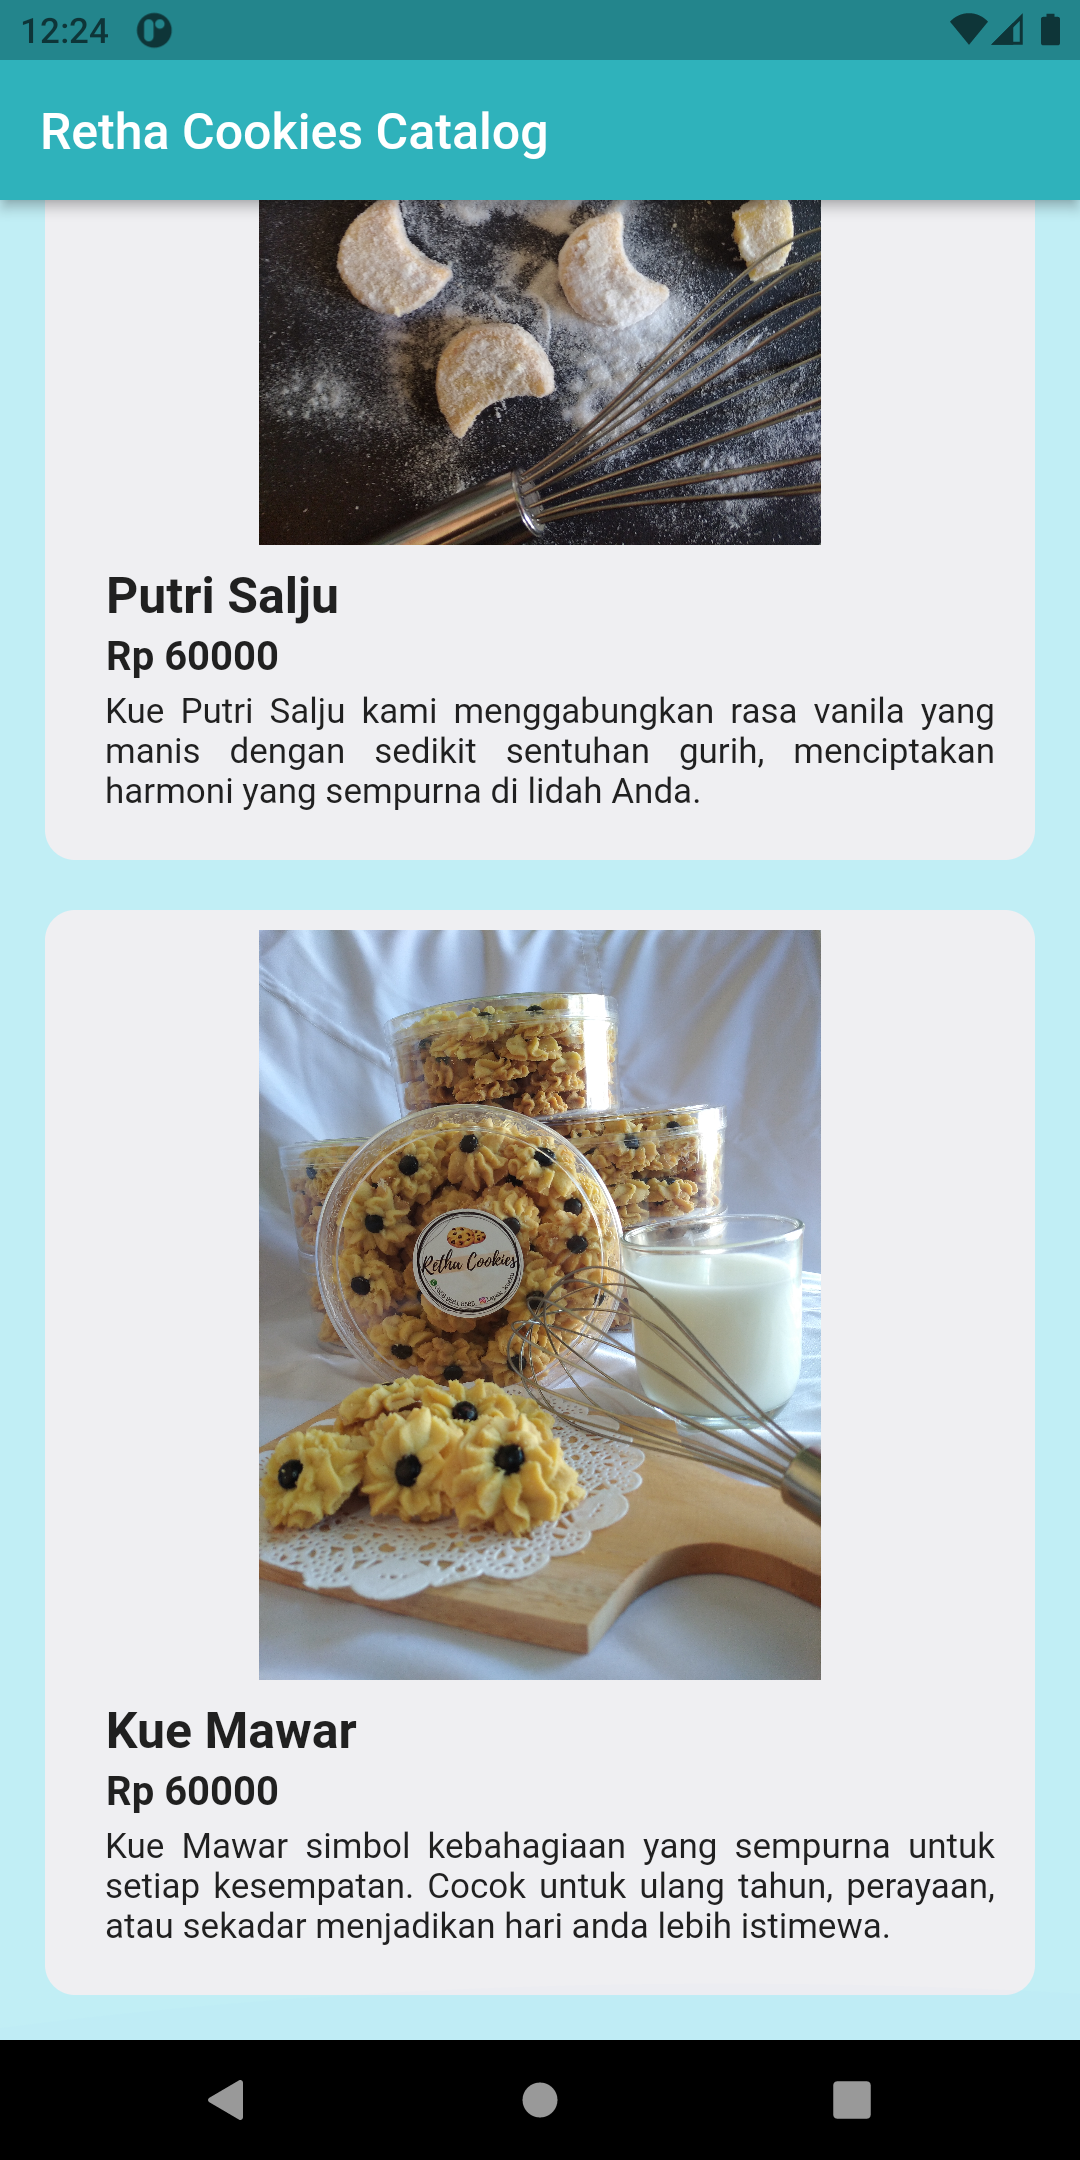 12:24
Retha Cookies Catalog
Putri Salju
Rp 60000
Kue Putri Salju kami menggabungkan rasa vanila yang
manis dengan sedikit sentuhan gurih, menciptakan
harmoni yang sempurna di lidah Anda.
Retha Cookies
Kue Mawar
Rp 60000
Kue Mawar simbol kebahagiaan yang sempurna untuk
setiap kesempatan. Cocok untuk ulang tahun, perayaan,
atau sekadar menjadikan hari anda lebih istimewa.